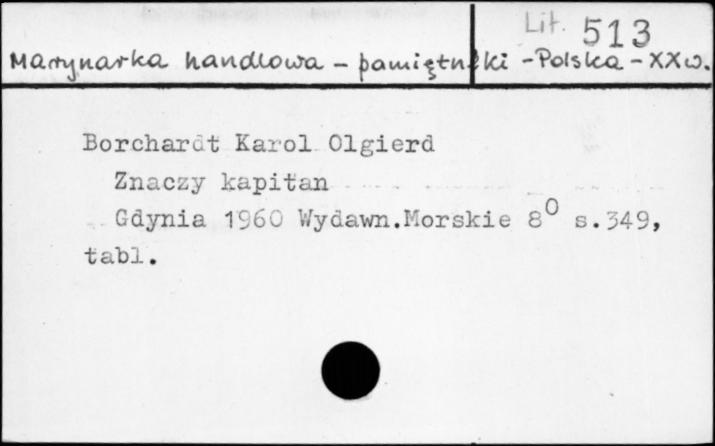 Lit. 513
Marynarka handlowa - pamiętniki - Polska - XX w.
Borchardt Karol Olgierd
Znaczy kapitan
Gdynia 1960 Wydawn.Morskie 8⁰ s.349,
tabl.